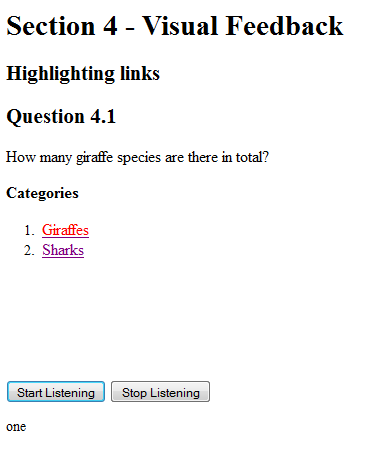 Section 4 - Visual Feedback
Highlighting links
Question 4.1
How many giraffe species are there in total?
Categories
1. Giraffes
2. Sharks
Start Listening Stop Listening
one